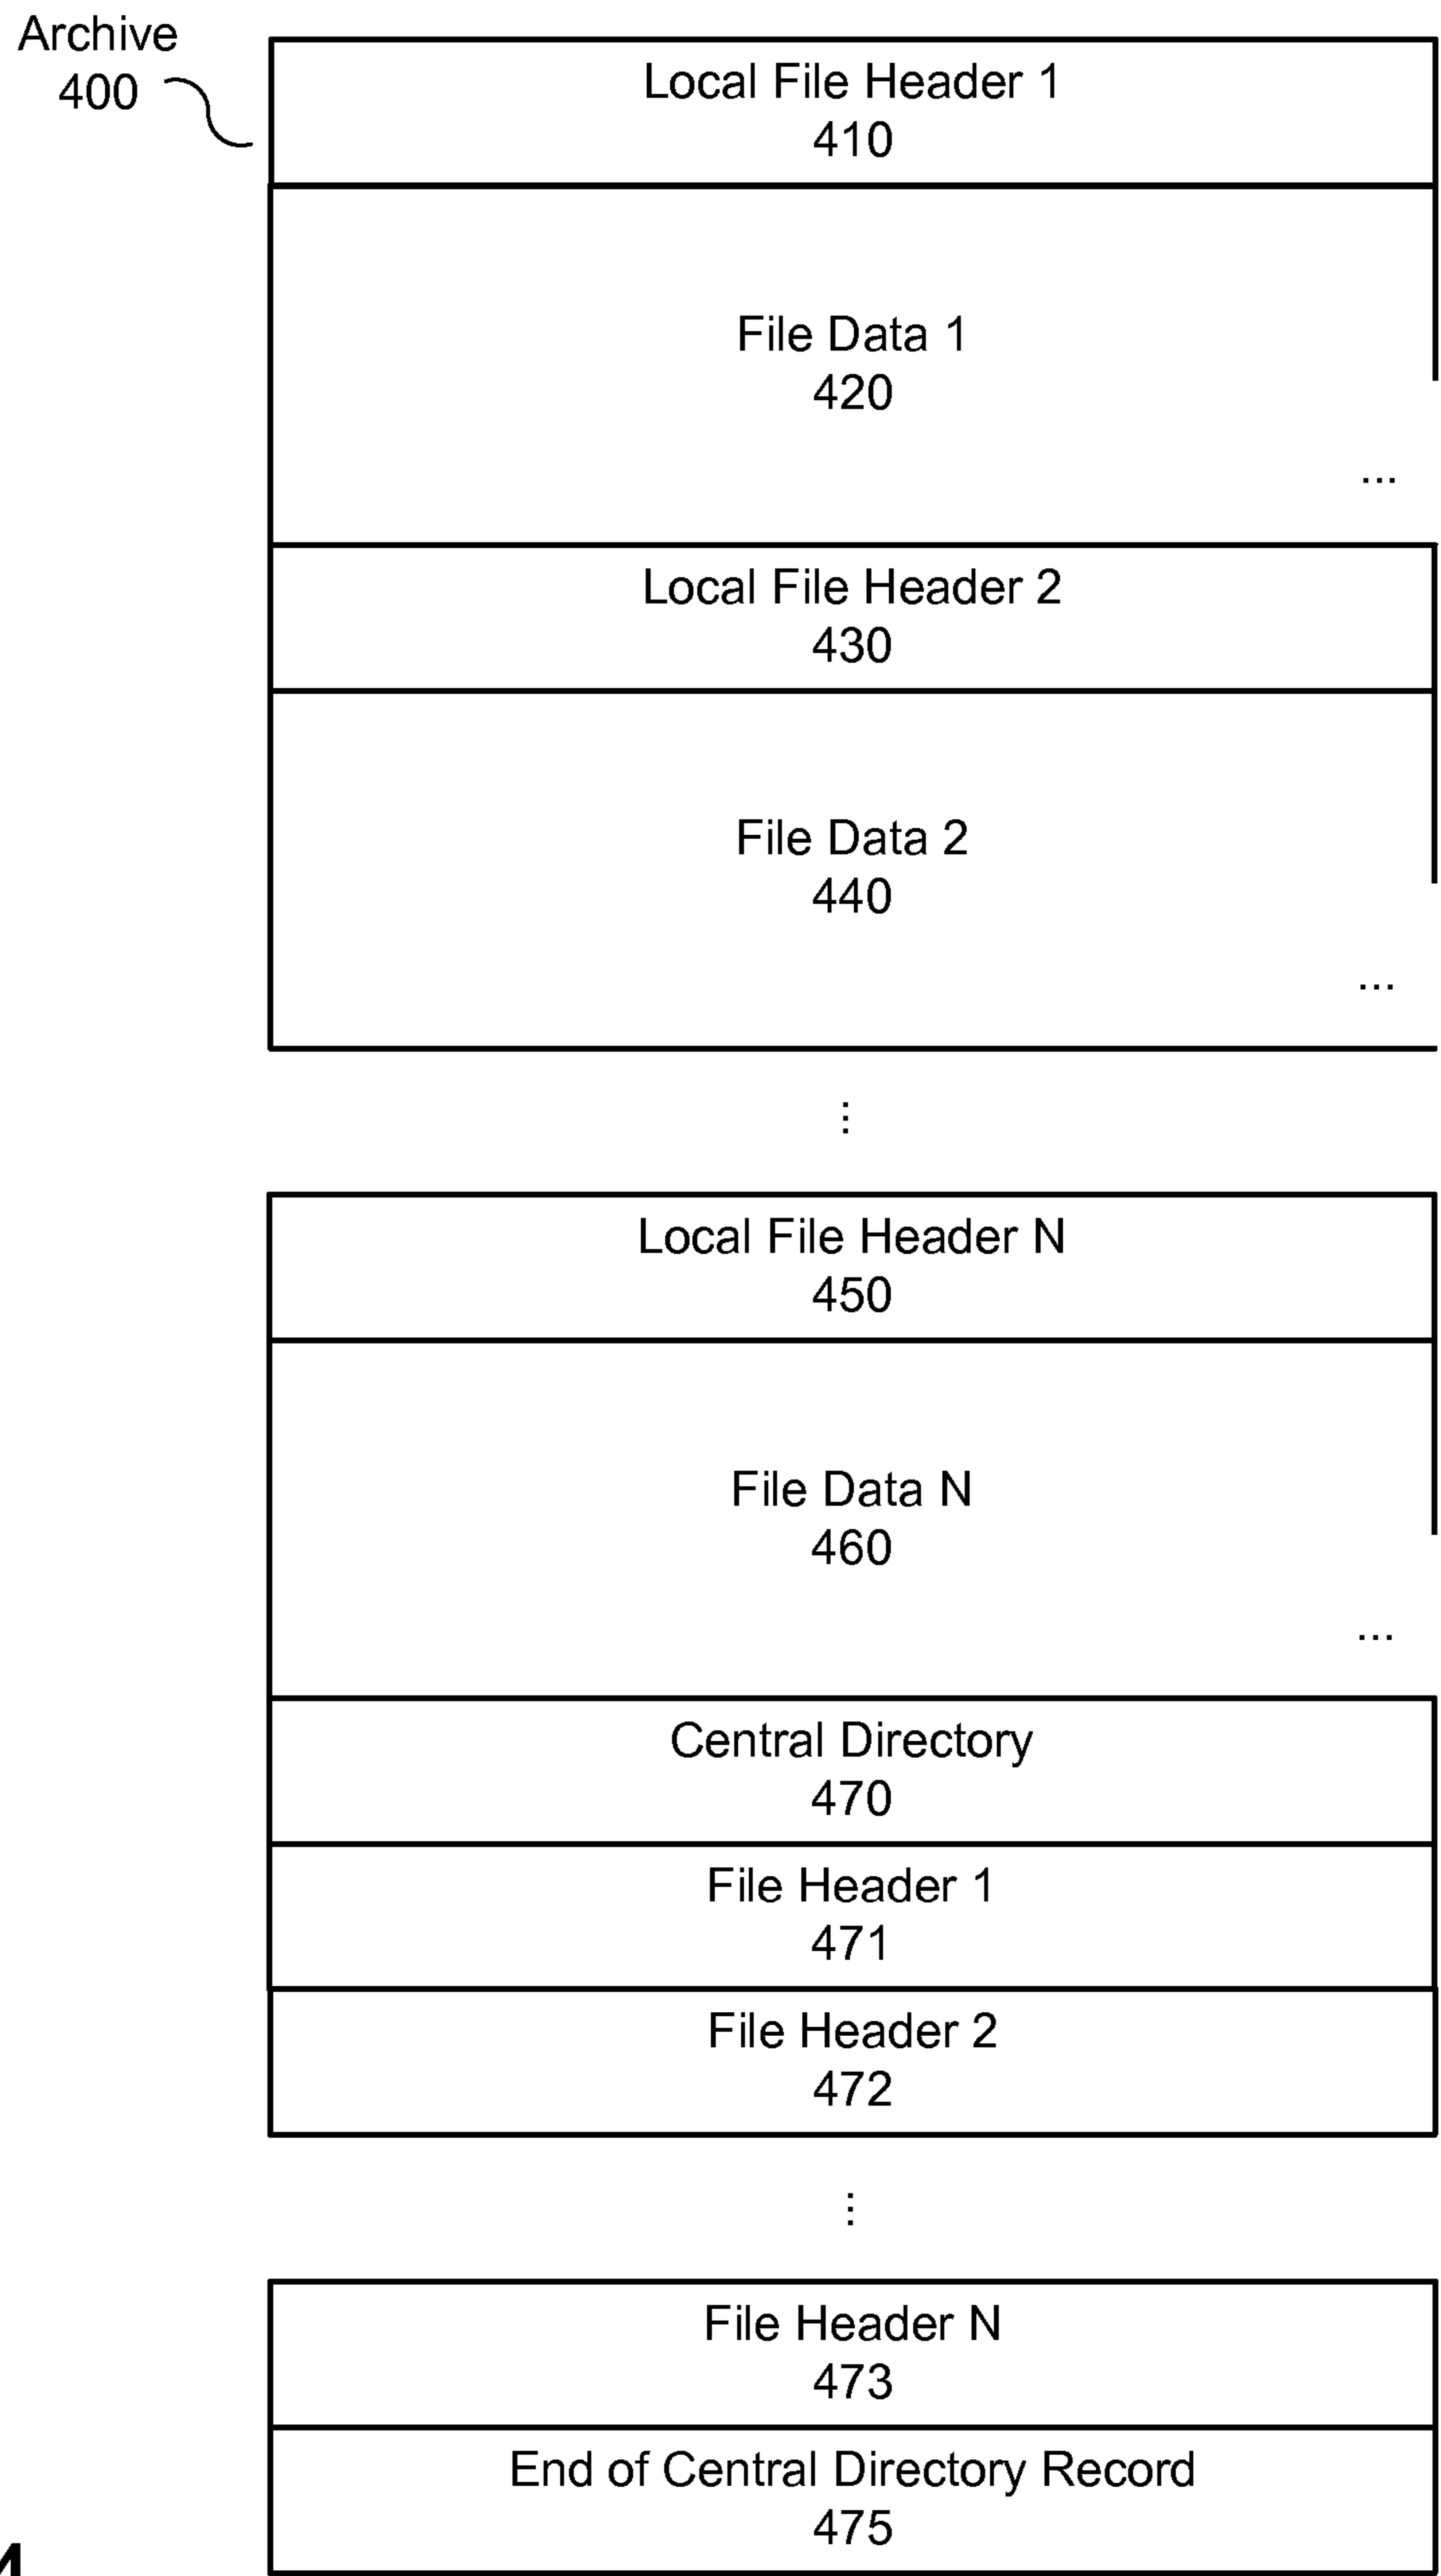 Archive
400
Local File Header 1
410
File Data 1
420
...
Local File Header 2
430
File Data 2
440
...
...
Local File Header N
450
File Data N
460
...
Central Directory
470
File Header 1
471
File Header 2
472
...
File Header N
473
End of Central Directory Record
475